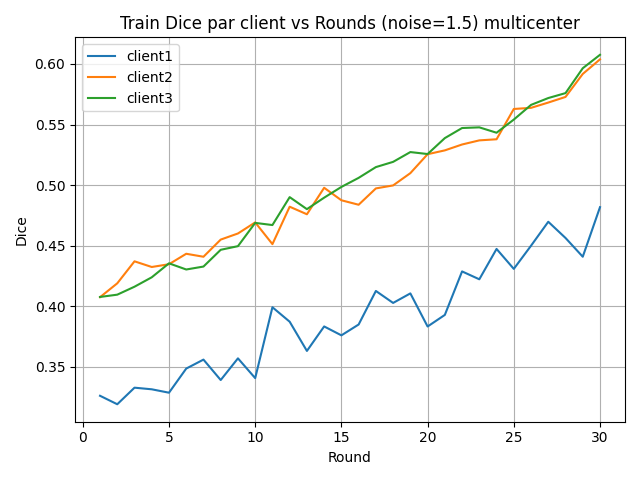 Train Dice par client vs Rounds (noise=1.5) multicenter
client1
client2
client3
0.60
0.55
0.50
0.45
0.40
0.35
Dice
0 5 10 15 20 25 30
Round